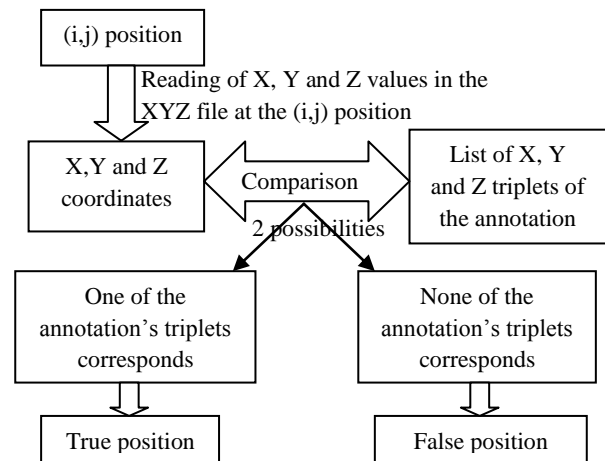 (i,j) position
Reading of X, Y and Z values in the
XYZ file at the (i,j) position
X,Y and Z
coordinates
Comparison
List of X, Y
and Z triplets of
the annotation
2 possibilities
One of the
annotation’s triplets
corresponds
None of the
annotation’s triplets
corresponds
True position
False position